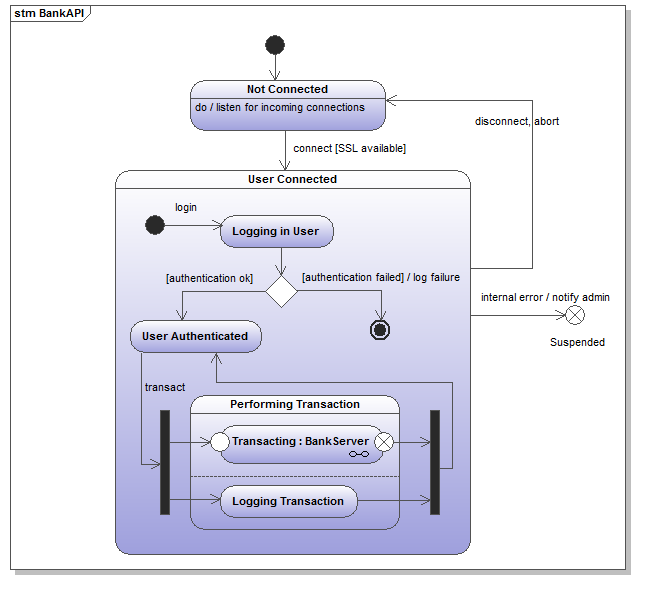 stm BankAPI
Not Connected
do / listen for incoming connections
disconnect, abort
connect [SSL available]
User Connected
login
Logging in User
[authentication ok]
[authentication failed] / log failure
internal error / notify admin
User Authenticated
Suspended
transact
Performing Transaction
Transacting : BankServer
Logging Transaction